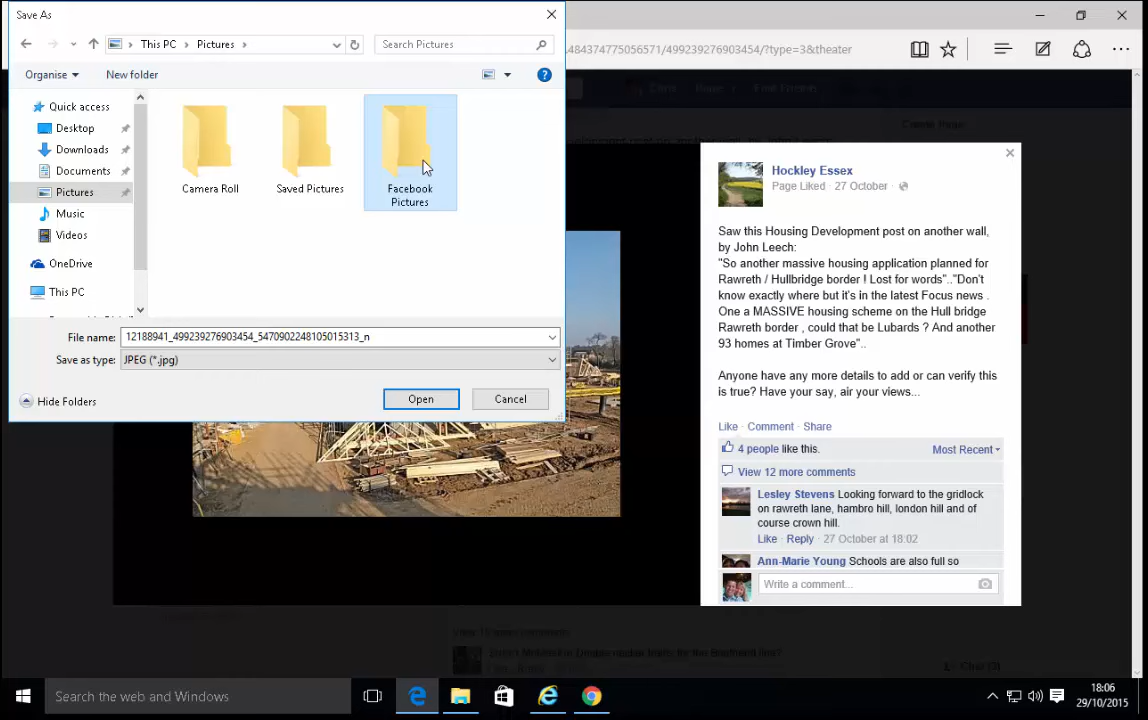 Save As
This PC
Pictures
Search Pictures
484374775056571/499239276903454/?type=3&theater
Organise
New folder
Quick access
Desktop
Downloads
Documents
Pictures
Music
Videos
OneDrive
This PC
Camera Roll
Saved Pictures
Facebook
Pictures
File name:
12188941_499239276903454_5470902248105015313_n
Save as type:
JPEG (*.jpg)
Hide Folders
Open
Cancel
Hockley Essex
Page Liked · 27 October ·
Saw this Housing Development post on another wall,
by John Leech:
"So another massive housing application planned for
Rawreth / Hullbridge border ! Lost for words".."Don't
know exactly where but it's in the latest Focus news .
One a MASSIVE housing scheme on the Hull bridge
Rawreth border , could that be Lubards ? And another
93 homes at Timber Grove"..
Anyone have any more details to add or can verify this
is true? Have your say, air your views...
Like · Comment · Share
4 people like this.
Most Recent
View 12 more comments
Lesley Stevens Looking forward to the gridlock
on rawreth lane, hambro hill, london hill and of
course crown hill.
Like · Reply · 27 October at 18:02
Ann-Marie Young Schools are also full so
Write a comment...
Search the web and Windows
18:06
29/10/2015